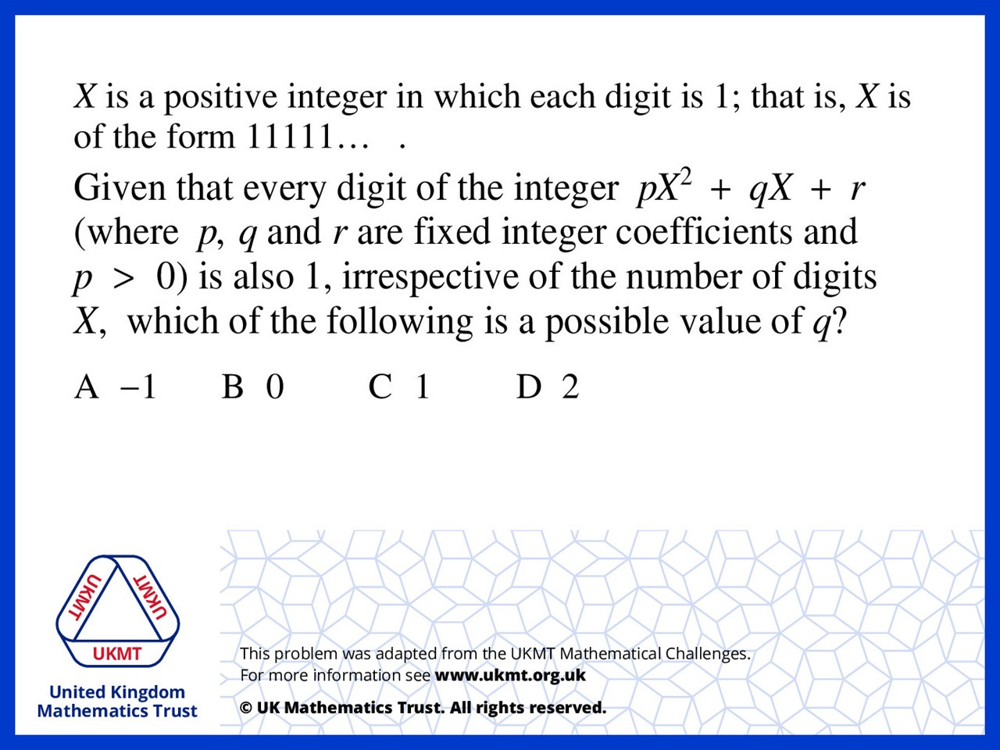 X is a positive integer in which each digit is 1; that is, X is
of the form 11111… .
Given that every digit of the integer pX² + qX + r
(where p, q and r are fixed integer coefficients and
p > 0) is also 1, irrespective of the number of digits
X, which of the following is a possible value of q?
A −1 B 0 C 1 D 2
UKMT
UKMT
UKMT
United Kingdom
Mathematics Trust
This problem was adapted from the UKMT Mathematical Challenges.
For more information see www.ukmt.org.uk
© UK Mathematics Trust. All rights reserved.